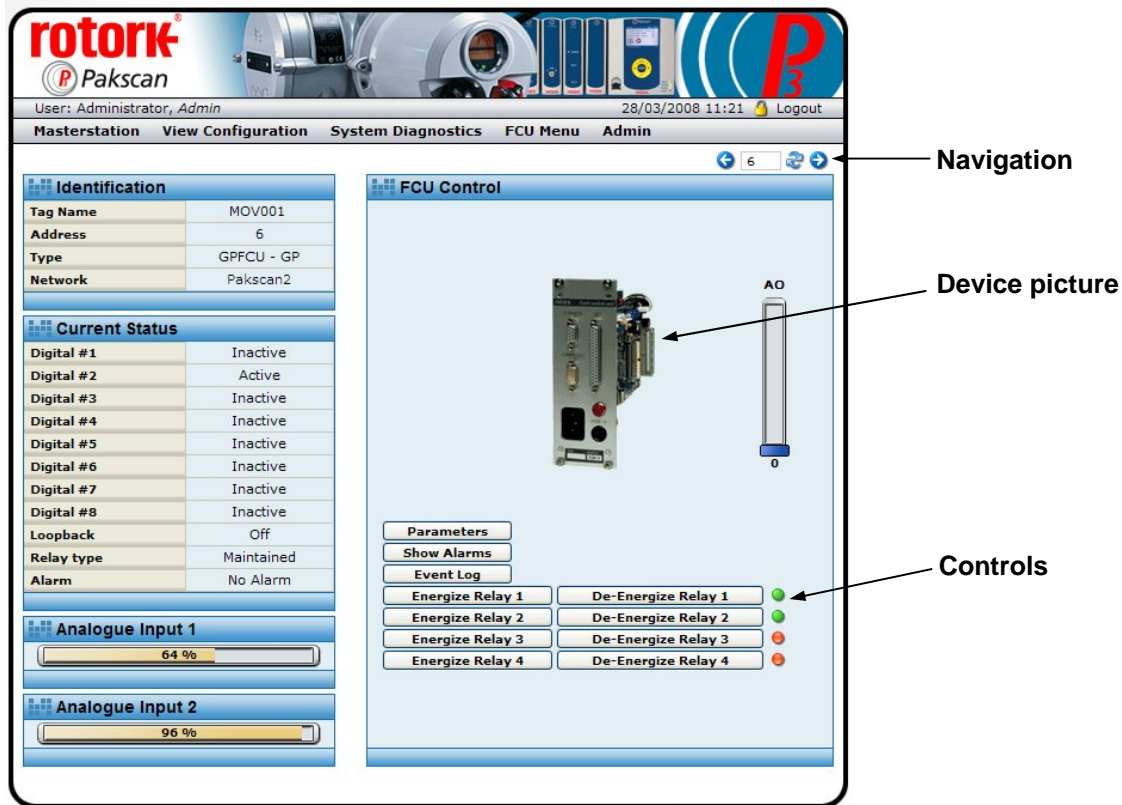 rotork®
Pakscan
P3
User: Administrator, Admin 28/03/2008 11:21 Logout
Masterstation View Configuration System Diagnostics FCU Menu Admin
6
Navigation
Identification
Tag Name MOV001
Address 6
Type GPFCU - GP
Network Pakscan2
Current Status
Digital #1 Inactive
Digital #2 Active
Digital #3 Inactive
Digital #4 Inactive
Digital #5 Inactive
Digital #6 Inactive
Digital #7 Inactive
Digital #8 Inactive
Loopback Off
Relay type Maintained
Alarm No Alarm
Analogue Input 1
64 %
Analogue Input 2
96 %
FCU Control
rotork
AO
0
Device picture
Parameters
Show Alarms
Event Log
Energize Relay 1 De-Energize Relay 1
Energize Relay 2 De-Energize Relay 2
Energize Relay 3 De-Energize Relay 3
Energize Relay 4 De-Energize Relay 4
Controls